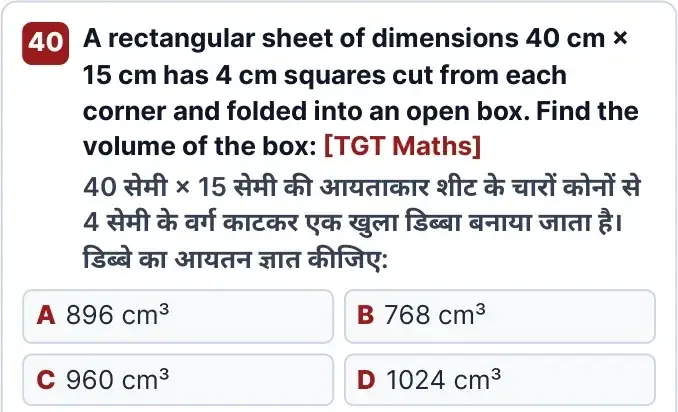 40 A rectangular sheet of dimensions 40 cm ×
15 cm has 4 cm squares cut from each
corner and folded into an open box. Find the
volume of the box: [TGT Maths]
40 सेमी × 15 सेमी की आयताकार शीट के चारों कोनों से
4 सेमी के वर्ग काटकर एक खुला डिब्बा बनाया जाता है।
डिब्बे का आयतन ज्ञात कीजिए:
A 896 cm³
B 768 cm³
C 960 cm³
D 1024 cm³